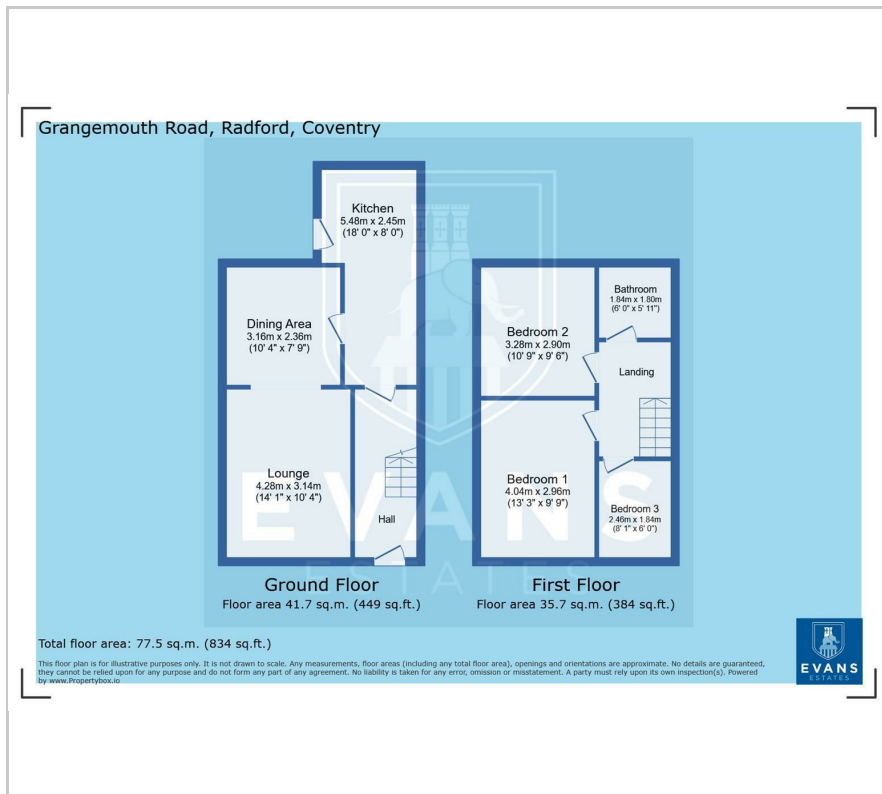 Grangemouth Road, Radford, Coventry
Kitchen
5.48m x 2.45m
(18' 0" x 8' 0")
Dining Area
3.16m x 2.36m
(10' 4" x 7' 9")
Lounge
4.28m x 3.14m
(14' 1" x 10' 4")
Hall
Bedroom 2
3.28m x 2.90m
(10' 9" x 9' 6")
Bathroom
1.84m x 1.80m
(6' 0" x 5' 11")
Landing
Bedroom 1
4.04m x 2.96m
(13' 3" x 9' 9")
Bedroom 3
2.46m x 1.84m
(8' 1" x 6' 0")
EVANS
ESTATES
Ground Floor
Floor area 41.7 sq.m. (449 sq.ft.)
First Floor
Floor area 35.7 sq.m. (384 sq.ft.)
Total floor area: 77.5 sq.m. (834 sq.ft.)
This floor plan is for illustrative purposes only. It is not drawn to scale. Any measurements, floor areas (including any total floor area), openings and orientations are approximate. No details are guaranteed,
they cannot be relied upon for any purpose and do not form any part of any agreement. No liability is taken for any error, omission or misstatement. A party must rely upon its own inspection(s). Powered
by www.Propertybox.io
EVANS
ESTATES